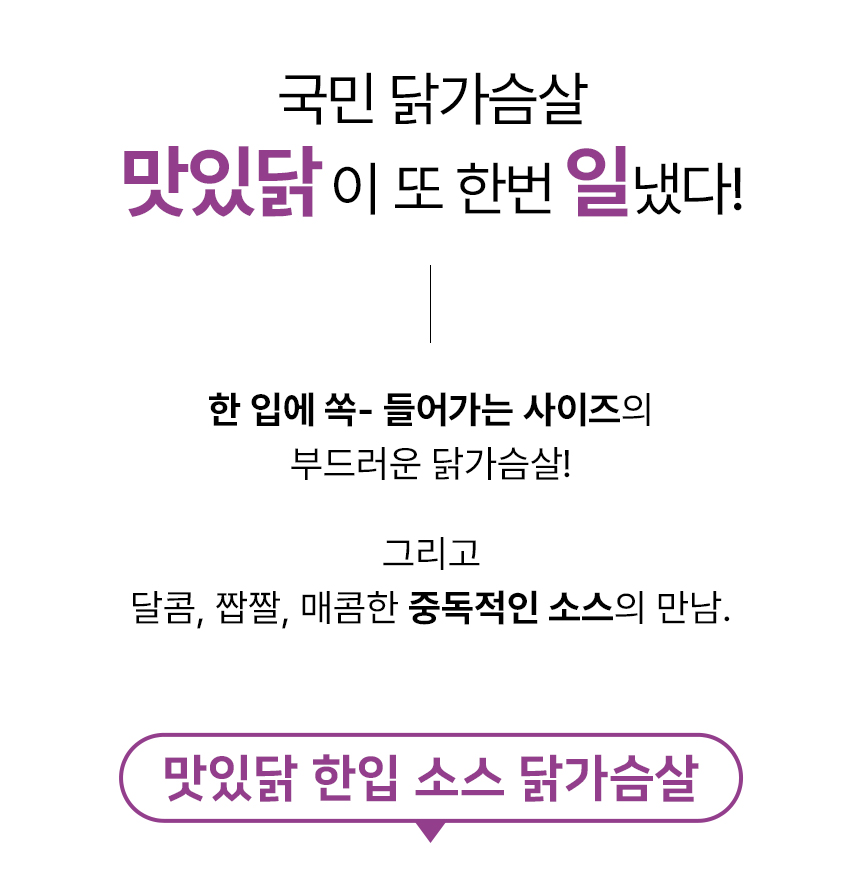 국민 닭가슴살
맛있닭이 또 한번 일냈다!
한 입에 쏙- 들어가는 사이즈의
부드러운 닭가슴살!
그리고
달콤, 짭짤, 매콤한 중독적인 소스의 만남.
맛있닭 한입 소스 닭가슴살